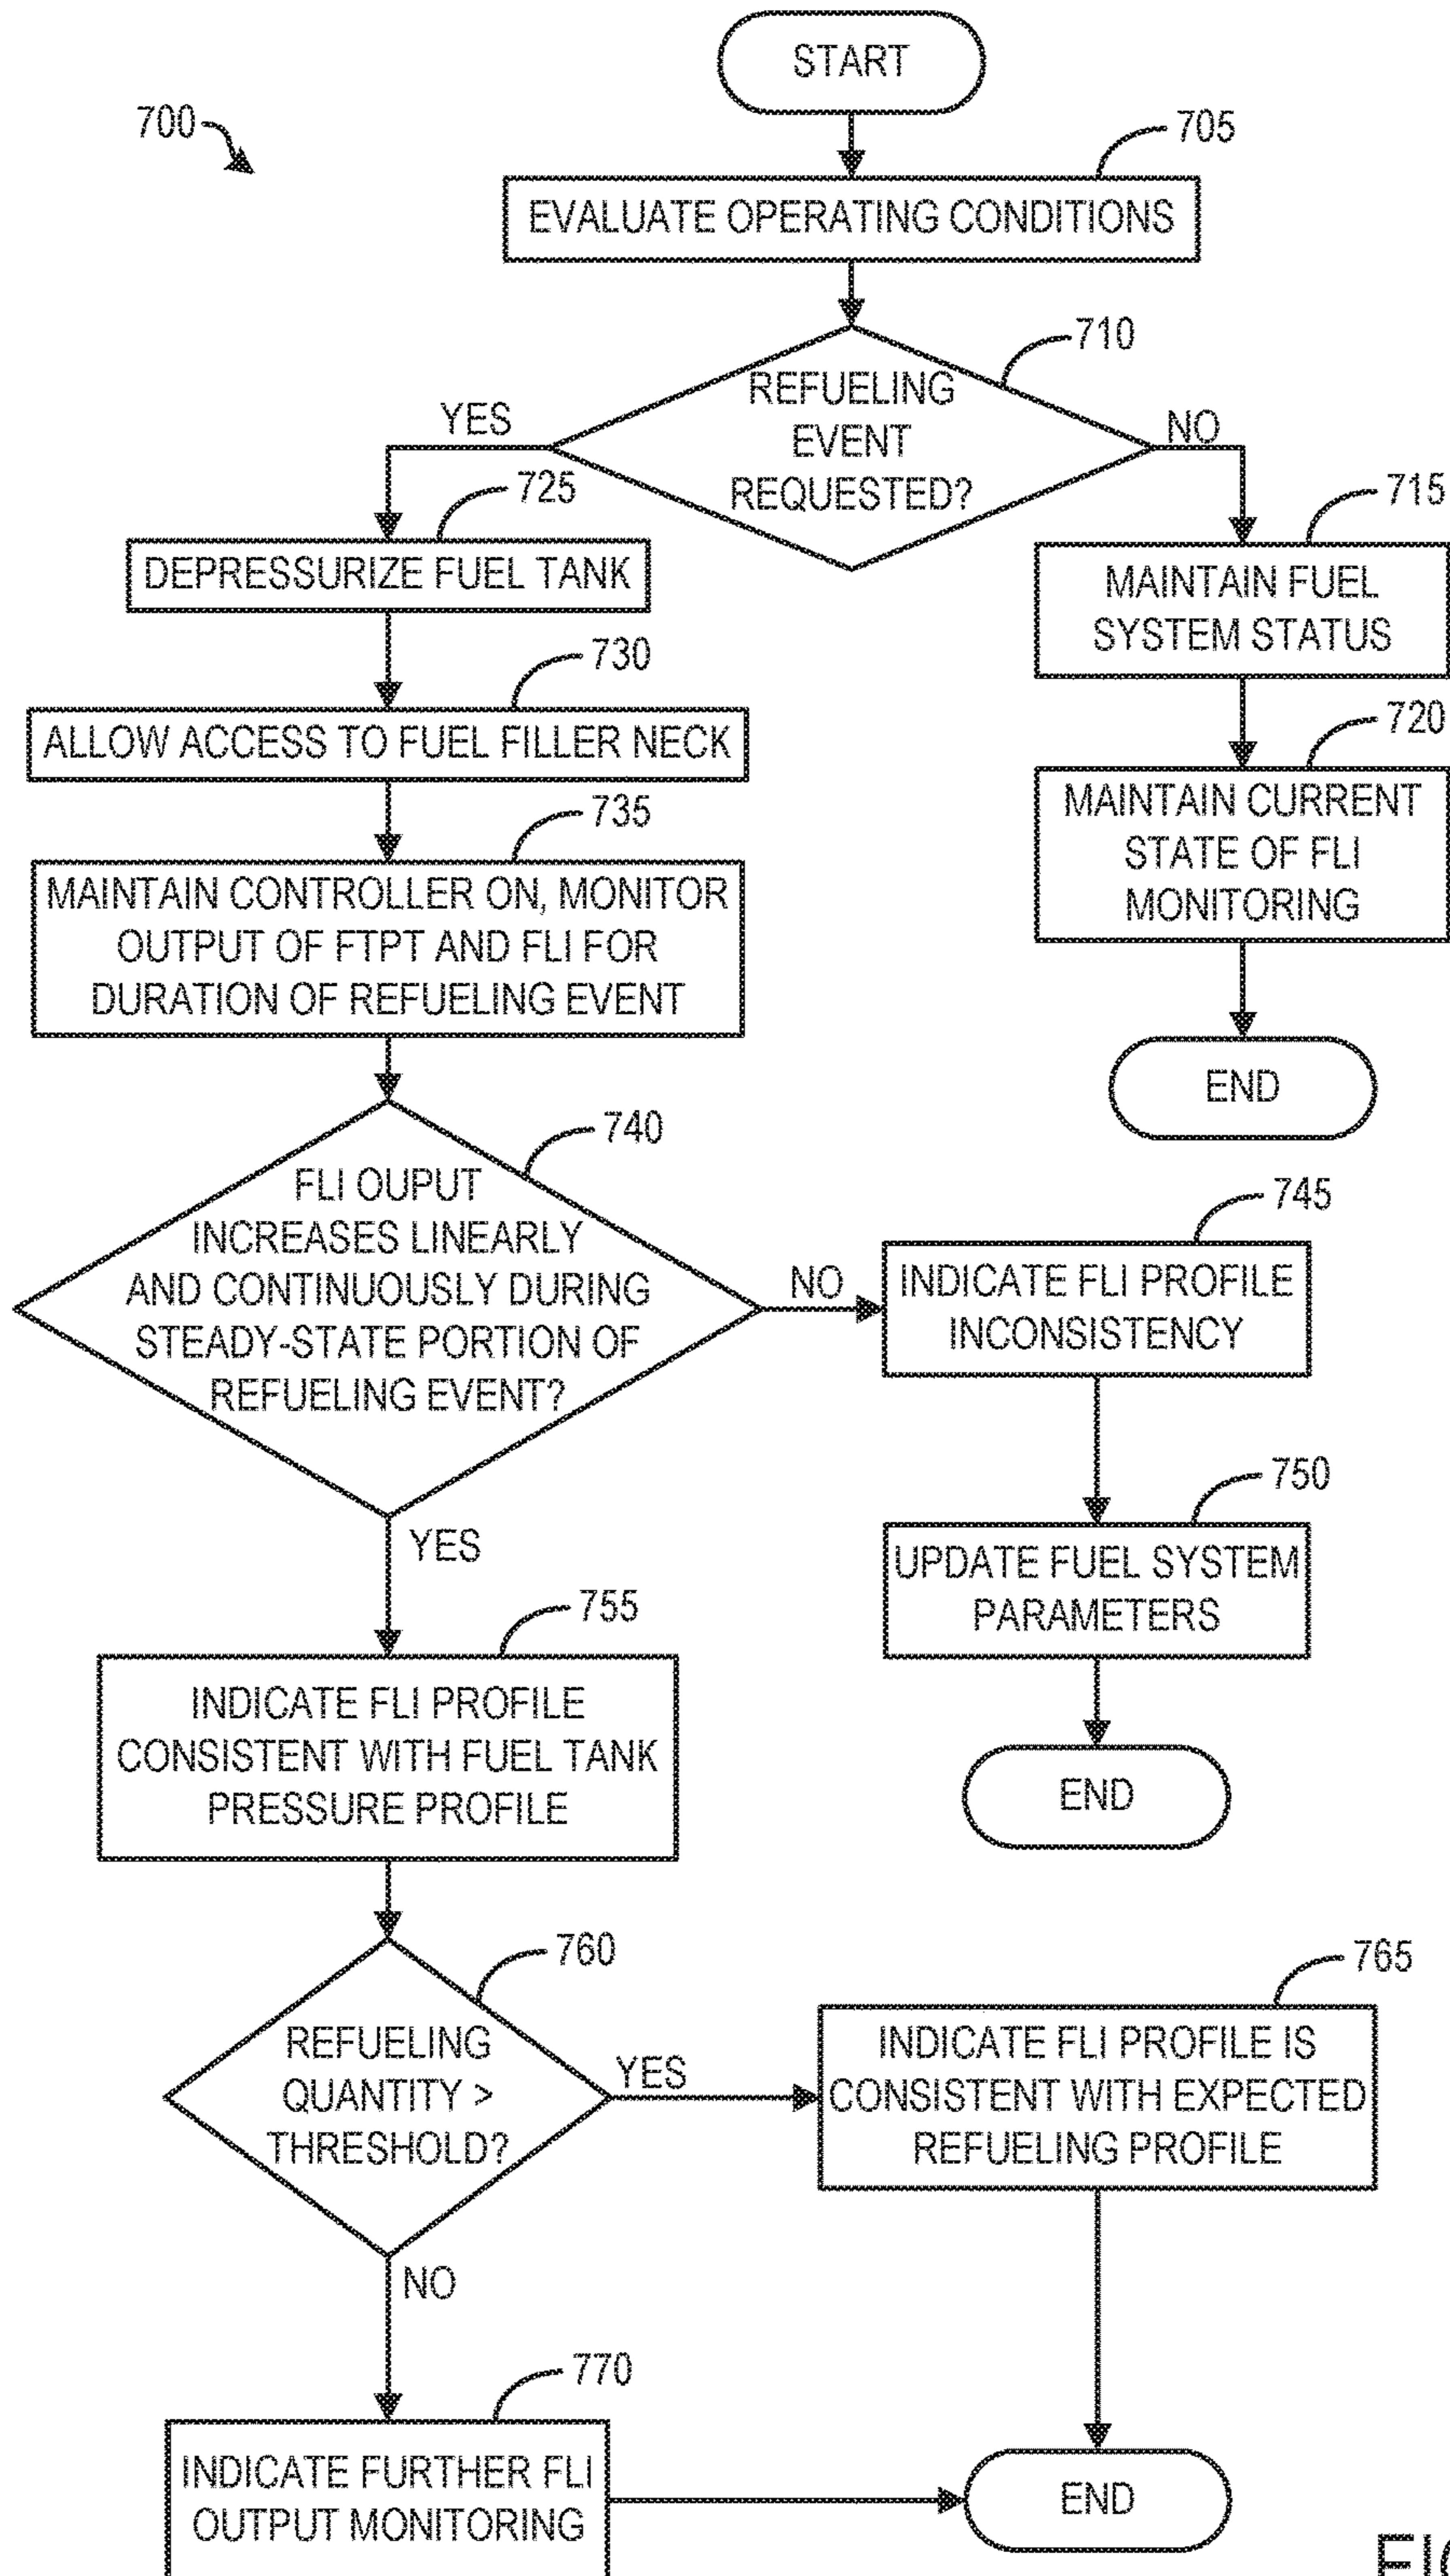 START
700
705
EVALUATE OPERATING CONDITIONS
710
REFUELING
EVENT
REQUESTED?
YES
NO
725
DEPRESSURIZE FUEL TANK
715
MAINTAIN FUEL
SYSTEM STATUS
730
ALLOW ACCESS TO FUEL FILLER NECK
720
MAINTAIN CURRENT
STATE OF FLI
MONITORING
735
MAINTAIN CONTROLLER ON, MONITOR
OUTPUT OF FTPT AND FLI FOR
DURATION OF REFUELING EVENT
END
740
FLI OUPUT
INCREASES LINEARLY
AND CONTINUOUSLY DURING
STEADY-STATE PORTION OF
REFUELING EVENT?
NO
745
INDICATE FLI PROFILE
INCONSISTENCY
YES
750
UPDATE FUEL SYSTEM
PARAMETERS
END
755
INDICATE FLI PROFILE
CONSISTENT WITH FUEL TANK
PRESSURE PROFILE
760
REFUELING
QUANTITY >
THRESHOLD?
YES
765
INDICATE FLI PROFILE IS
CONSISTENT WITH EXPECTED
REFUELING PROFILE
NO
770
INDICATE FURTHER FLI
OUTPUT MONITORING
END